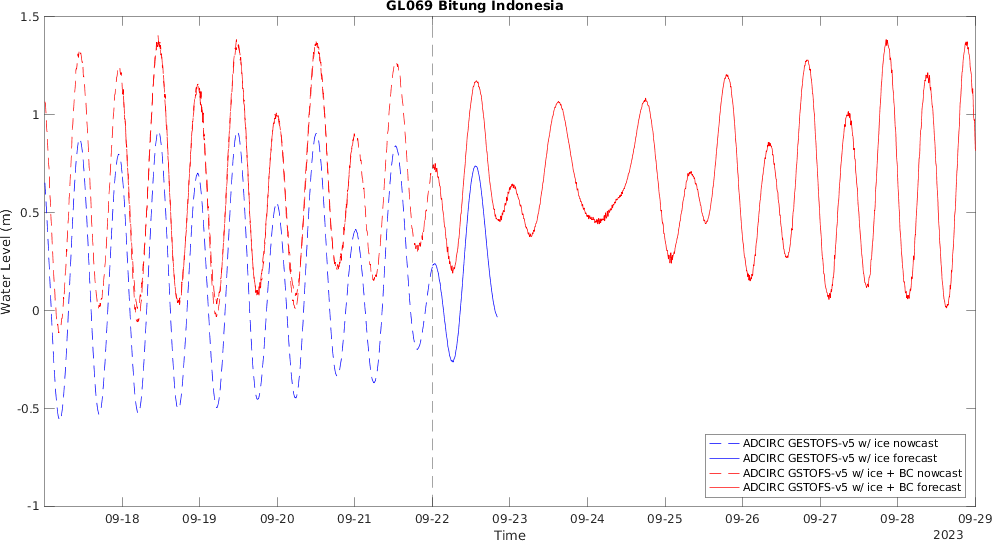 GL069 Bitung Indonesia
1.5
1
0.5
0
-0.5
-1
Water Level (m)
ADCIRC GESTOFS-v5 w/ ice nowcast
ADCIRC GESTOFS-v5 w/ ice forecast
ADCIRC GSTOFS-v5 w/ ice + BC nowcast
ADCIRC GSTOFS-v5 w/ ice + BC forecast
09-18 09-19 09-20 09-21 09-22 09-23 09-24 09-25 09-26 09-27 09-28 09-29
Time
2023